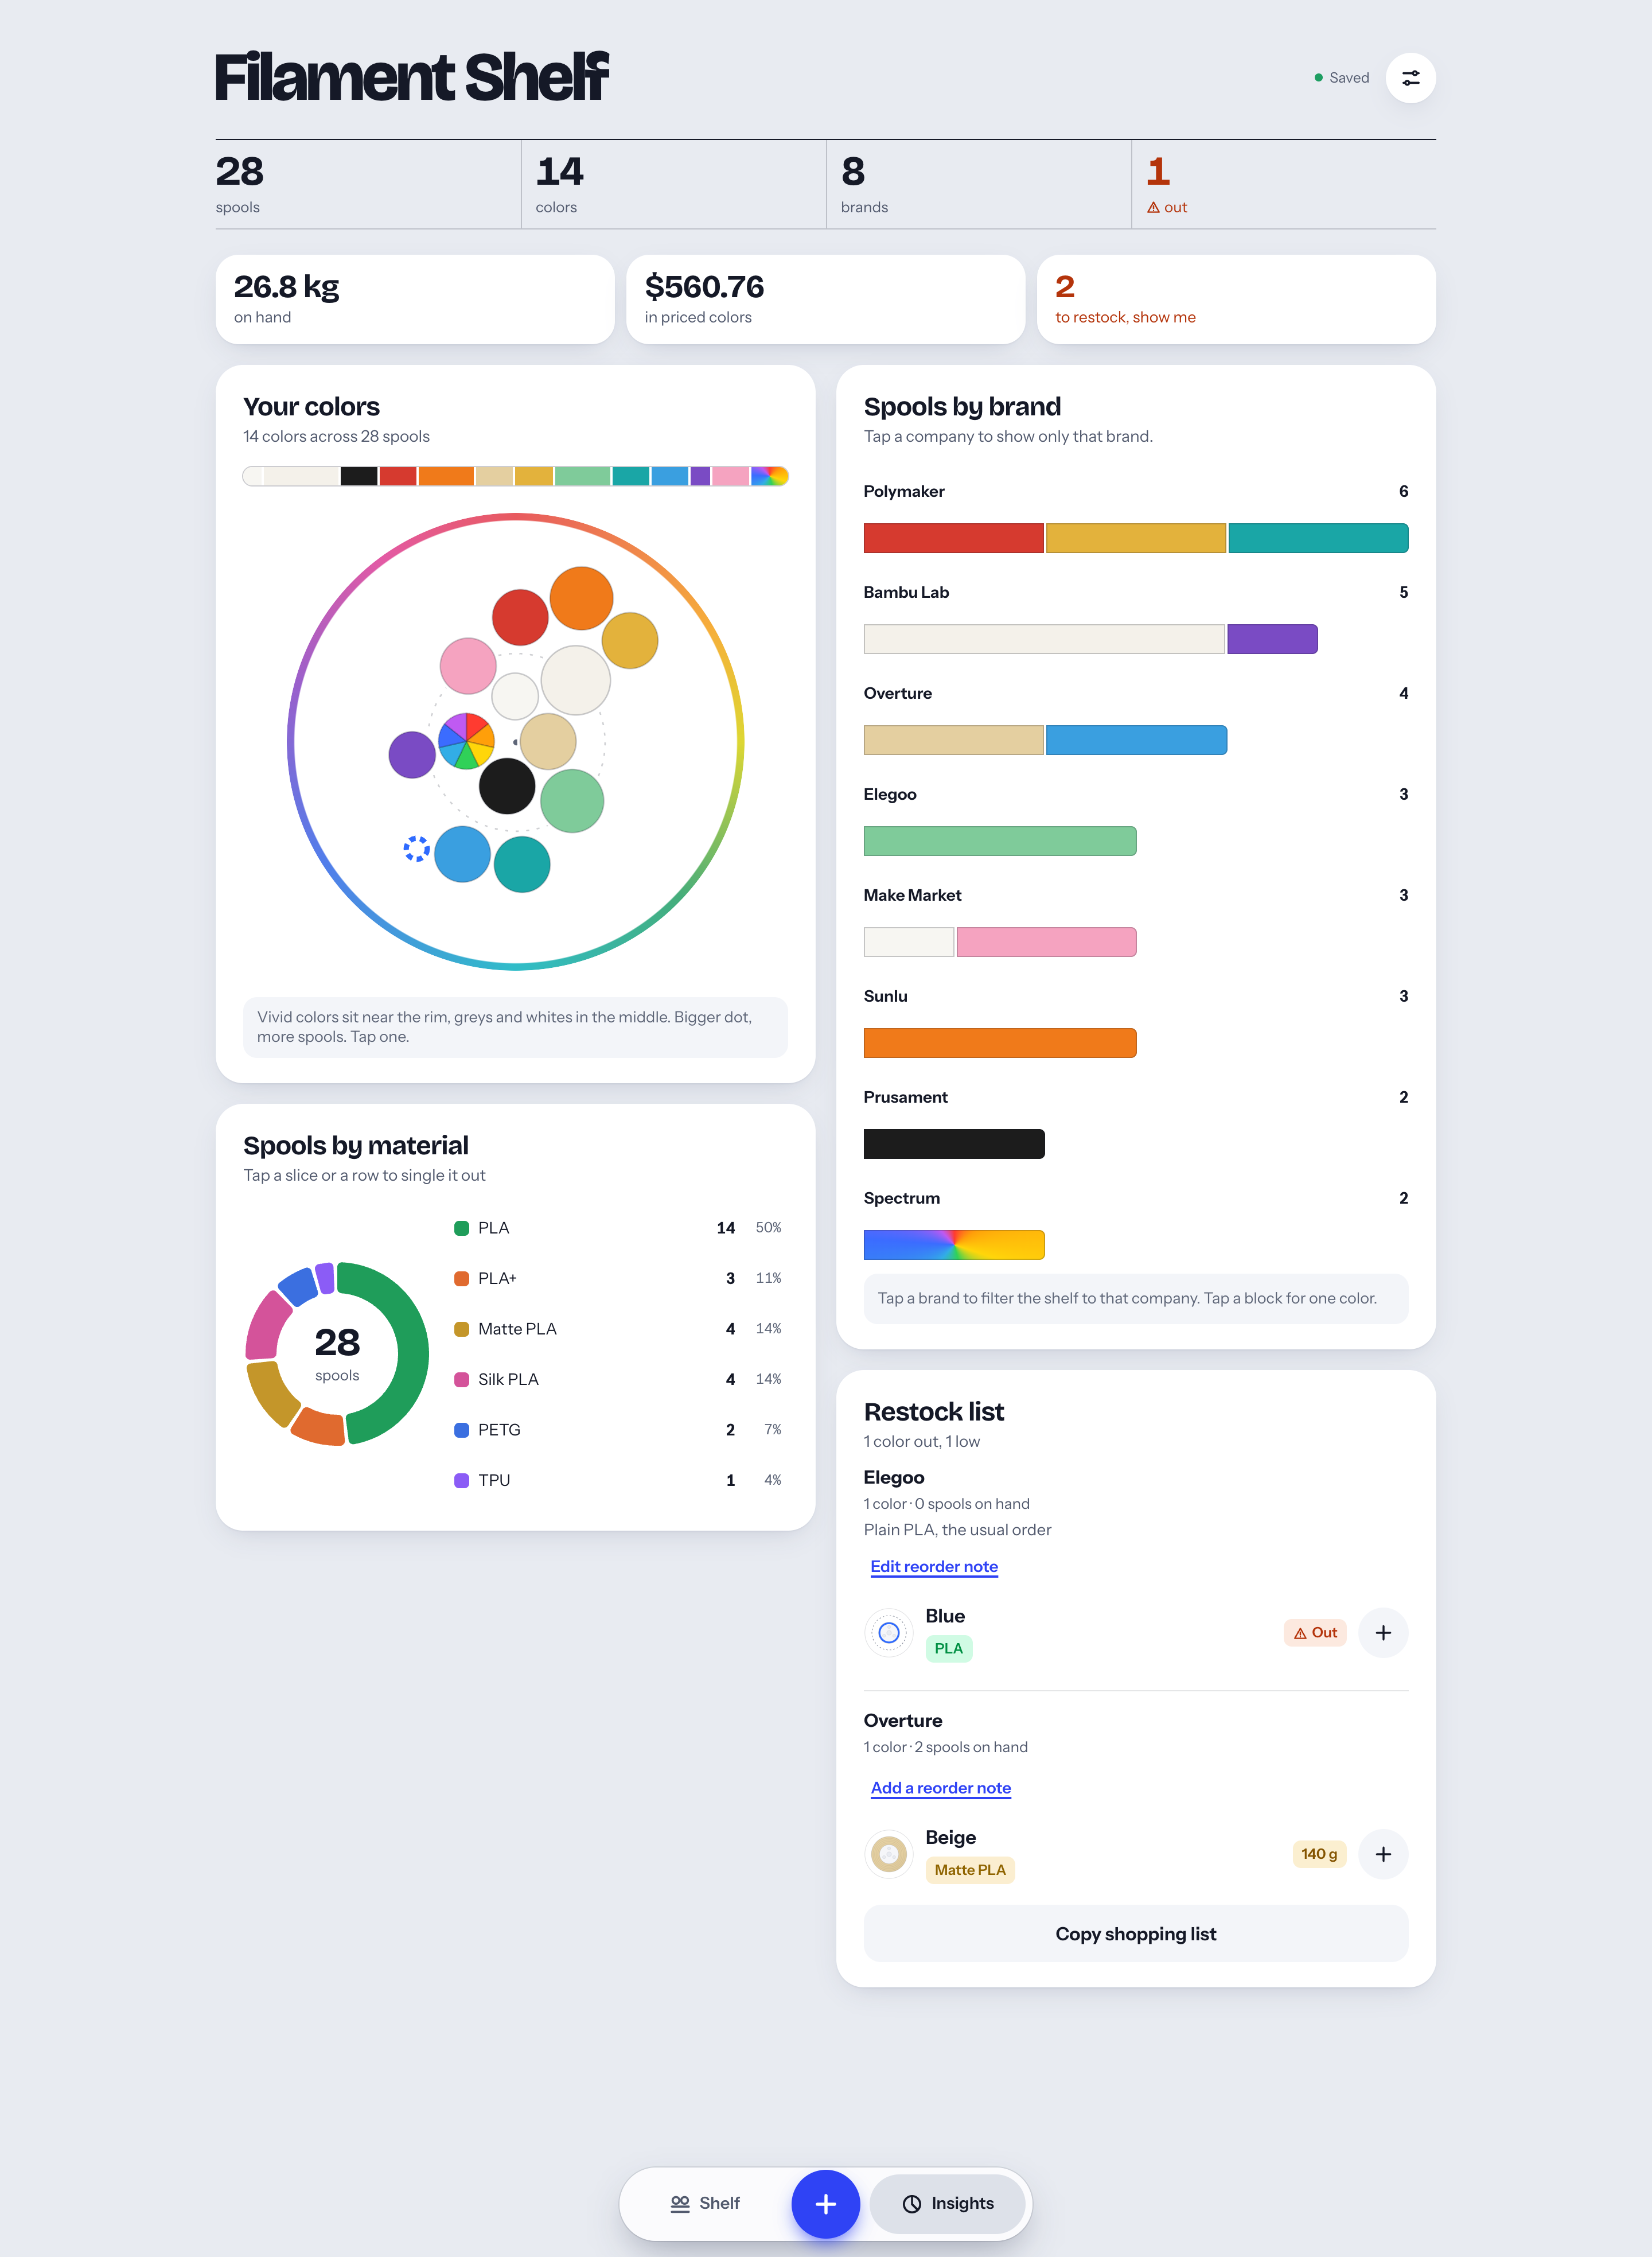 Filament Shelf
Saved
28
spools
14
colors
8
brands
1
out
26.8 kg
on hand
$560.76
in priced colors
2
to restock, show me
Your colors
14 colors across 28 spools
Vivid colors sit near the rim, greys and whites in the middle. Bigger dot,
more spools. Tap one.
Spools by material
Tap a slice or a row to single it out
28
spools
PLA 14 50%
PLA+ 3 11%
Matte PLA 4 14%
Silk PLA 4 14%
PETG 2 7%
TPU 1 4%
Spools by brand
Tap a company to show only that brand.
Polymaker 6
Bambu Lab 5
Overture 4
Elegoo 3
Make Market 3
Sunlu 3
Prusament 2
Spectrum 2
Tap a brand to filter the shelf to that company. Tap a block for one color.
Restock list
1 color out, 1 low
Elegoo
1 color · 0 spools on hand
Plain PLA, the usual order
Edit reorder note
Blue
PLA
Out
Overture
1 color · 2 spools on hand
Add a reorder note
Beige
Matte PLA
140 g
Copy shopping list
Shelf
Insights